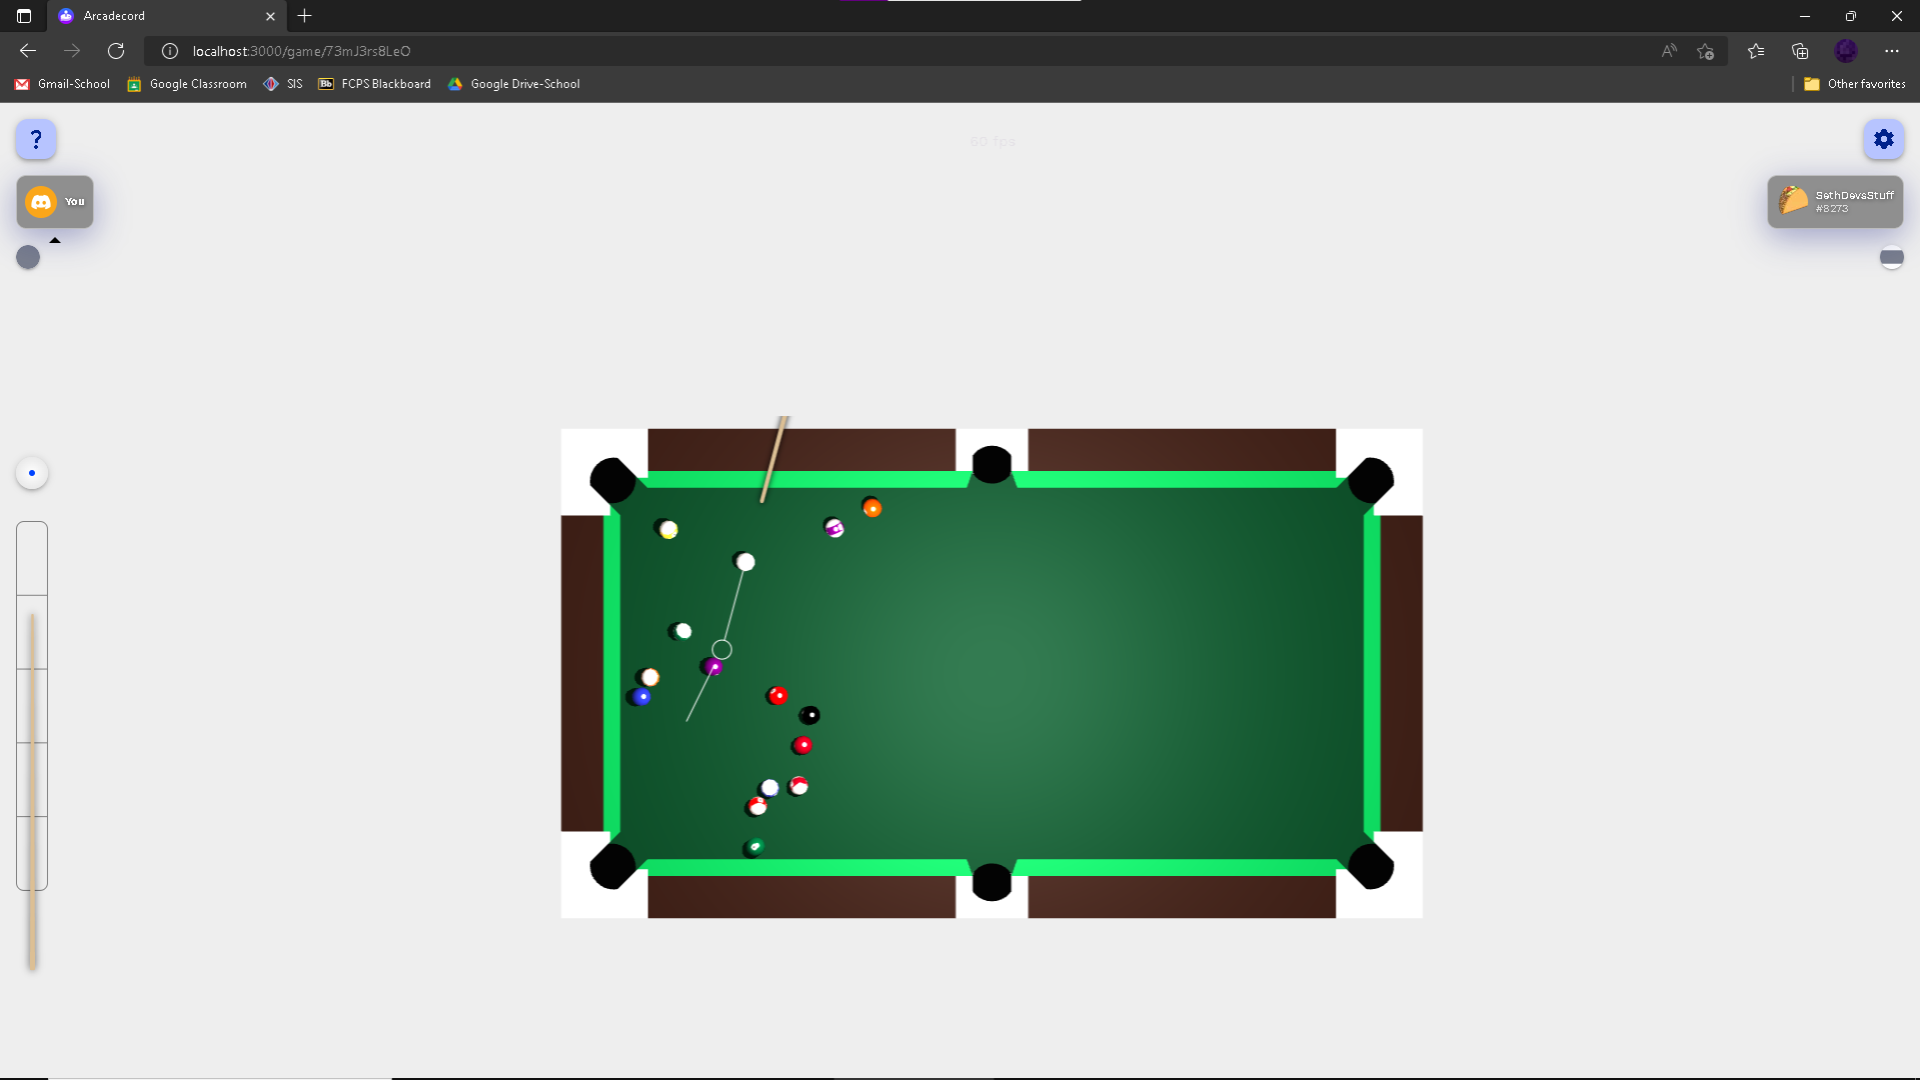 Arcadecord
localhost:3000/game/73mJ3rs8LeO
Gmail-School
Google Classroom
SIS
Bb
FCPS Blackboard
Google Drive-School
Other favorites
?
60 fps
You
SethDevsStuff
#8273